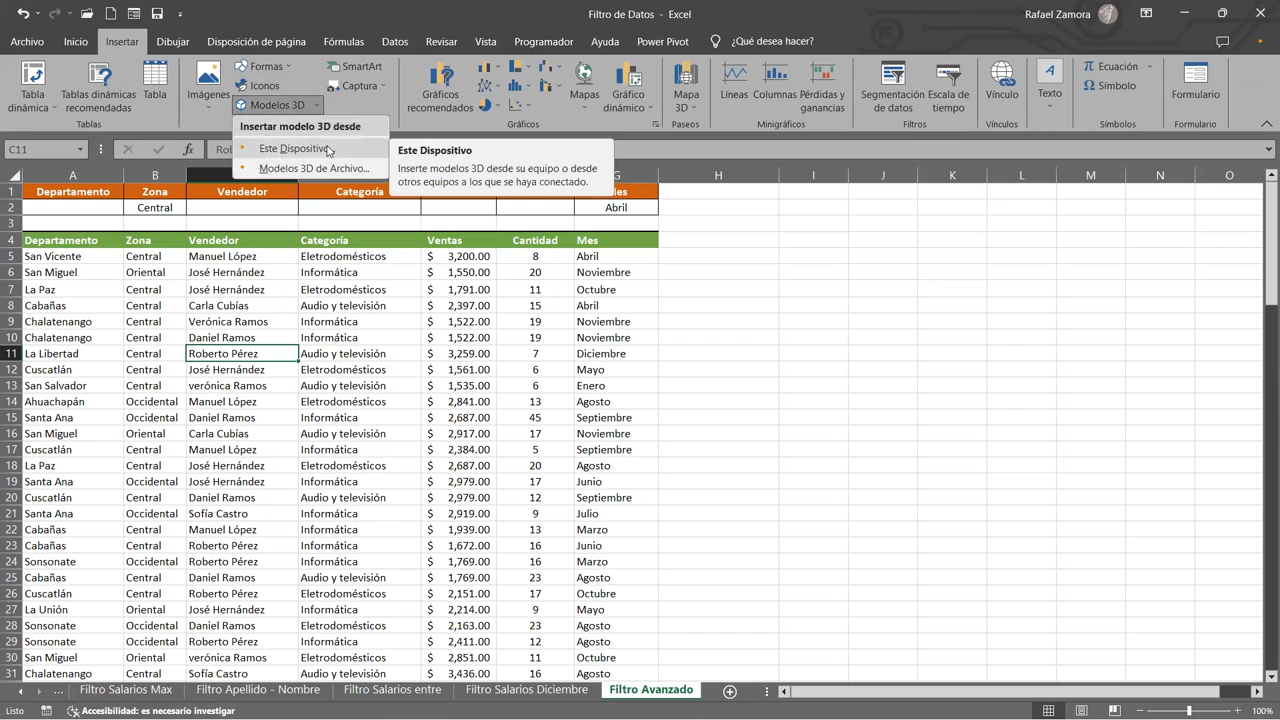 Filtro de Datos - Excel
Rafael Zamora
Archivo Inicio Insertar Dibujar Disposición de página Fórmulas Datos Revisar Vista Programador Ayuda Power Pivot ¿Qué desea hacer?
Tabla dinámica
Tablas dinámicas recomendadas
Tabla
Tablas
Imágenes
Formas
Iconos
Modelos 3D
SmartArt
Captura
Gráficos recomendados
Mapas
Gráfico dinámico
Gráficos
Mapa 3D
Paseos
Líneas
Columnas
Pérdidas y ganancias
Minigráficos
Segmentación de datos
Escala de tiempo
Filtros
Vínculo
Vínculos
Texto
Ecuación
Símbolo
Símbolos
Formulario
Insertar modelo 3D desde
Este Dispositivo...
Modelos 3D de Archivo...
Este Dispositivo
Inserte modelos 3D desde su equipo o desde
otros equipos a los que se haya conectado.
C11 fx
A B C H I J K L M N O
1 Departamento Zona Vendedor
2 Central Abril
3
4 Departamento Zona Vendedor Categoría Ventas Cantidad Mes
5 San Vicente Central Manuel López Eletrodomésticos $ 3,200.00 8 Abril
6 San Miguel Oriental José Hernández Informática $ 1,550.00 20 Noviembre
7 La Paz Central José Hernández Eletrodomésticos $ 1,791.00 11 Octubre
8 Cabañas Central Carla Cubías Audio y televisión $ 2,397.00 15 Abril
9 Chalatenango Central Verónica Ramos Informática $ 1,522.00 19 Noviembre
10 Chalatenango Central Daniel Ramos Informática $ 1,522.00 19 Noviembre
11 La Libertad Central Roberto Pérez Audio y televisión $ 3,259.00 7 Diciembre
12 Cuscatlán Central José Hernández Eletrodomésticos $ 1,561.00 6 Mayo
13 San Salvador Central verónica Ramos Audio y televisión $ 1,535.00 6 Enero
14 Ahuachapán Occidental Manuel López Eletrodomésticos $ 2,841.00 13 Agosto
15 Santa Ana Occidental Daniel Ramos Informática $ 2,687.00 45 Septiembre
16 San Miguel Oriental Carla Cubías Audio y televisión $ 2,917.00 17 Noviembre
17 Cuscatlán Central Manuel López Informática $ 2,384.00 5 Septiembre
18 La Paz Central José Hernández Eletrodomésticos $ 2,687.00 20 Agosto
19 Santa Ana Occidental José Hernández Informática $ 2,979.00 17 Junio
20 Cuscatlán Central Daniel Ramos Audio y televisión $ 2,979.00 12 Septiembre
21 Santa Ana Occidental Sofía Castro Informática $ 2,919.00 9 Julio
22 Cabañas Central Manuel López Eletrodomésticos $ 1,939.00 13 Marzo
23 Cabañas Central Roberto Pérez Informática $ 1,672.00 16 Junio
24 Sonsonate Occidental Roberto Pérez Informática $ 1,769.00 16 Marzo
25 Cabañas Central Daniel Ramos Audio y televisión $ 1,769.00 23 Agosto
26 Cuscatlán Central Roberto Pérez Eletrodomésticos $ 2,151.00 17 Octubre
27 La Unión Oriental José Hernández Informática $ 2,214.00 9 Mayo
28 Sonsonate Occidental Daniel Ramos Eletrodomésticos $ 2,163.00 23 Agosto
29 Sonsonate Occidental Roberto Pérez Informática $ 2,411.00 12 Agosto
30 San Miguel Oriental verónica Ramos Eletrodomésticos $ 2,851.00 11 Octubre
31 Chalatenango Central Sofía Castro Audio y televisión $ 3,436.00 16 Agosto
... Filtro Salarios Max Filtro Apellido - Nombre Filtro Salarios entre Filtro Salarios Diciembre Filtro Avanzado
Listo Accesibilidad: es necesario investigar 100%